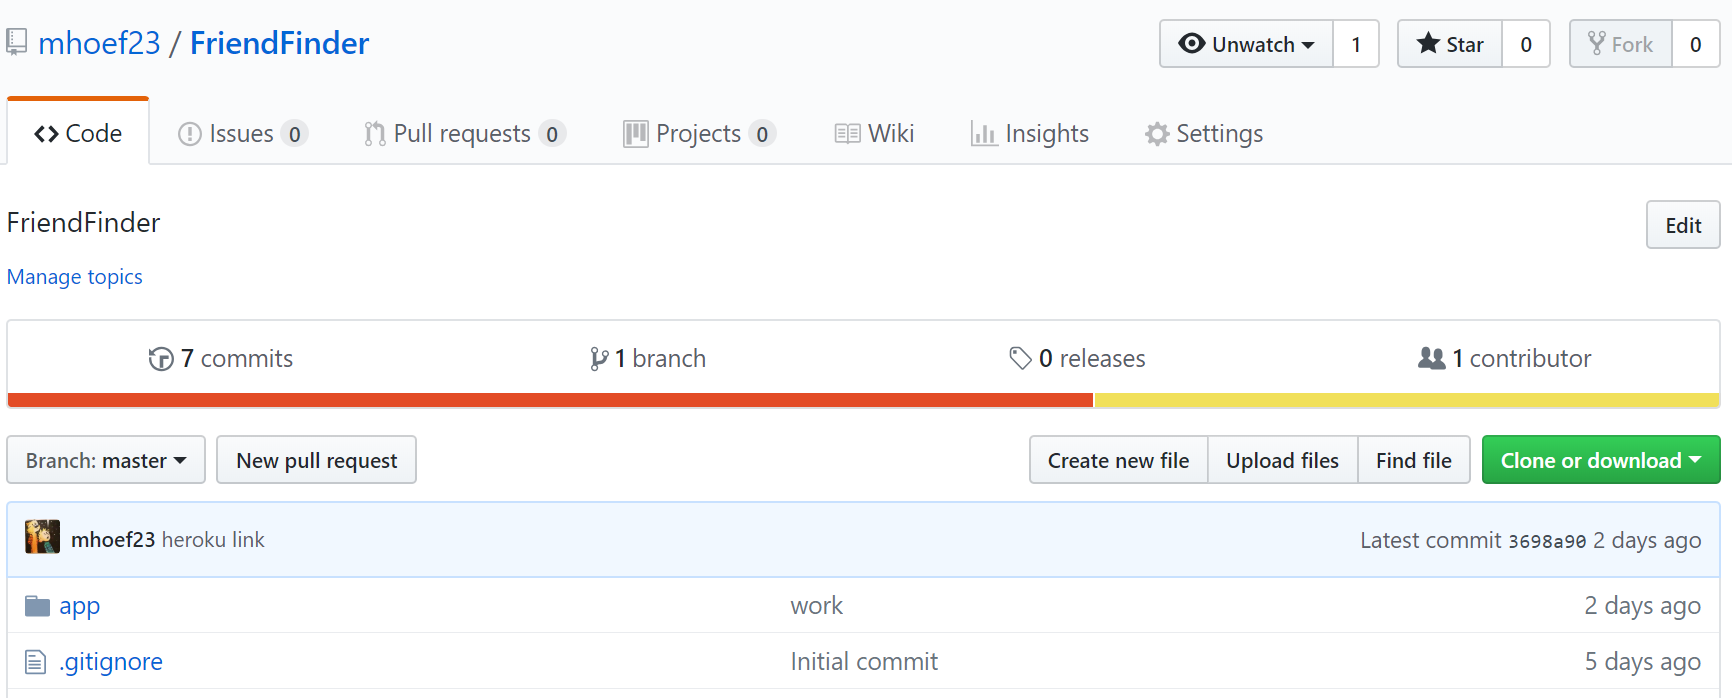 mhoef23 / FriendFinder
Unwatch 1 Star 0 Fork 0
Code Issues 0 Pull requests 0 Projects 0 Wiki Insights Settings
FriendFinder Edit
Manage topics
7 commits 1 branch 0 releases 1 contributor
Branch: master New pull request Create new file Upload files Find file Clone or download
mhoef23 heroku link Latest commit 3698a90 2 days ago
app work 2 days ago
.gitignore Initial commit 5 days ago